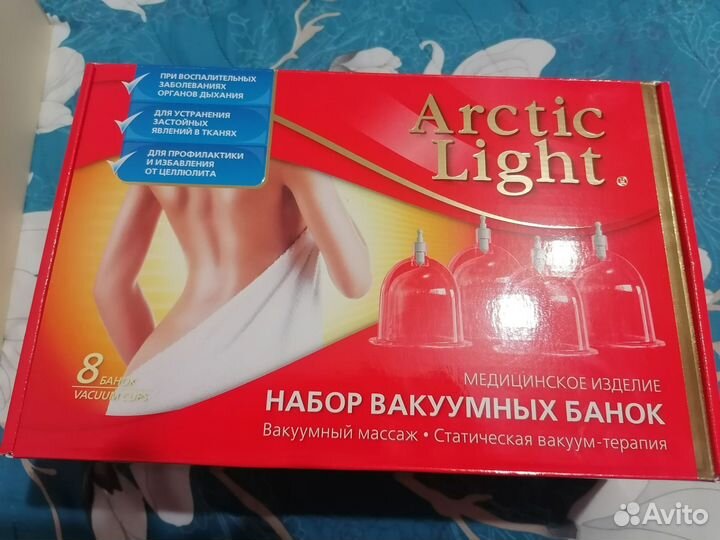 ПРИ ВОСПАЛИТЕЛЬНЫХ
ЗАБОЛЕВАНИЯХ
ОРГАНОВ ДЫХАНИЯ
ДЛЯ УСТРАНЕНИЯ
ЗАСТОЙНЫХ
ЯВЛЕНИЙ В ТКАНЯХ
ДЛЯ ПРОФИЛАКТИКИ
И ИЗБАВЛЕНИЯ
ОТ ЦЕЛЛЮЛИТА
Arctic
Light
8 БАНОК
VACUUM CUPS
МЕДИЦИНСКОЕ ИЗДЕЛИЕ
НАБОР ВАКУУМНЫХ БАНОК
Вакуумный массаж • Статическая вакуум-терапия
Avito